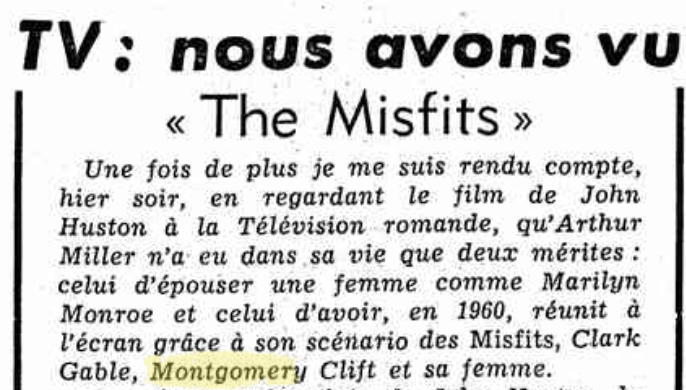 TV: nous avons vu
« The Misfits »
Une fois de plus je me suis rendu compte,
hier soir, en regardant le film de John
Huston à la Télévision romande, qu'Arthur
Miller n'a eu dans sa vie que deux mérites :
celui d'épouser une femme comme Marilyn
Monroe et celui d'avoir, en 1960, réunit à
l'écran grâce à son scénario des Misfits, Clark
Gable, Montgomery Clift et sa femme.